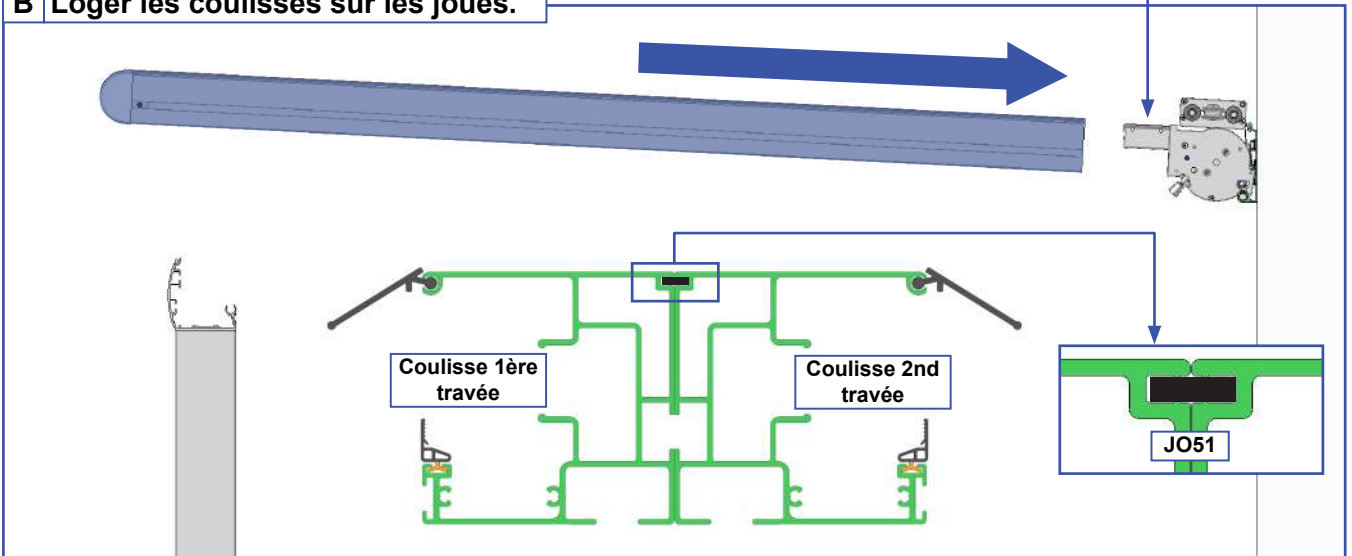 B Loger les coulisses sur les joues.
Coulisse 1ère
travée
Coulisse 2nd
travée
JO51